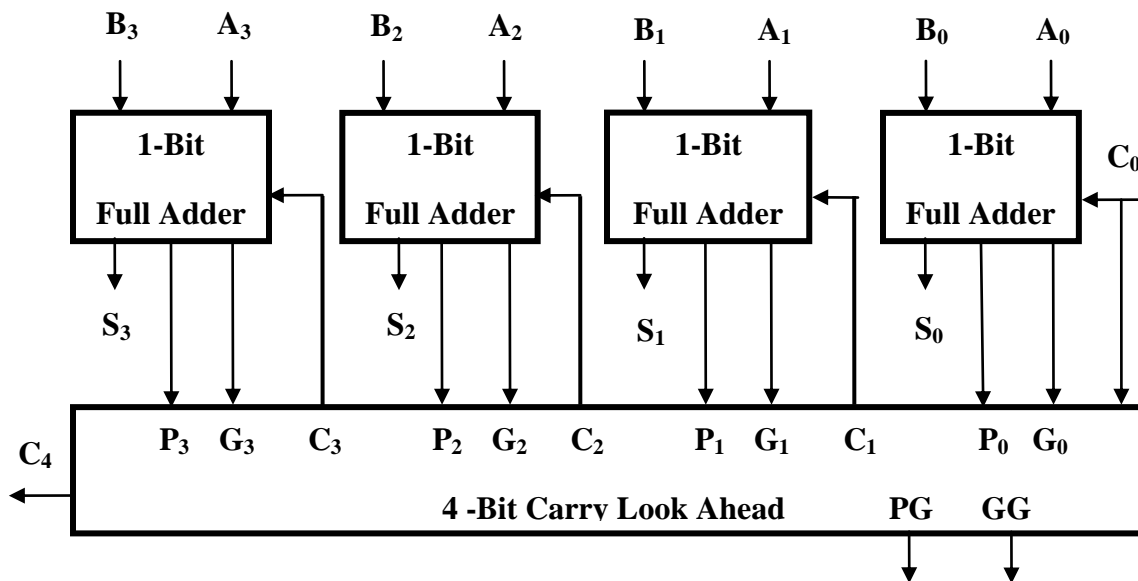 B₃ A₃ B₂ A₂ B₁ A₁ B₀ A₀
1-Bit 1-Bit 1-Bit 1-Bit
C₀
Full Adder Full Adder Full Adder Full Adder
S₃ S₂ S₁ S₀
P₃ G₃ C₃ P₂ G₂ C₂ P₁ G₁ C₁ P₀ G₀
C₄
4 -Bit Carry Look Ahead PG GG